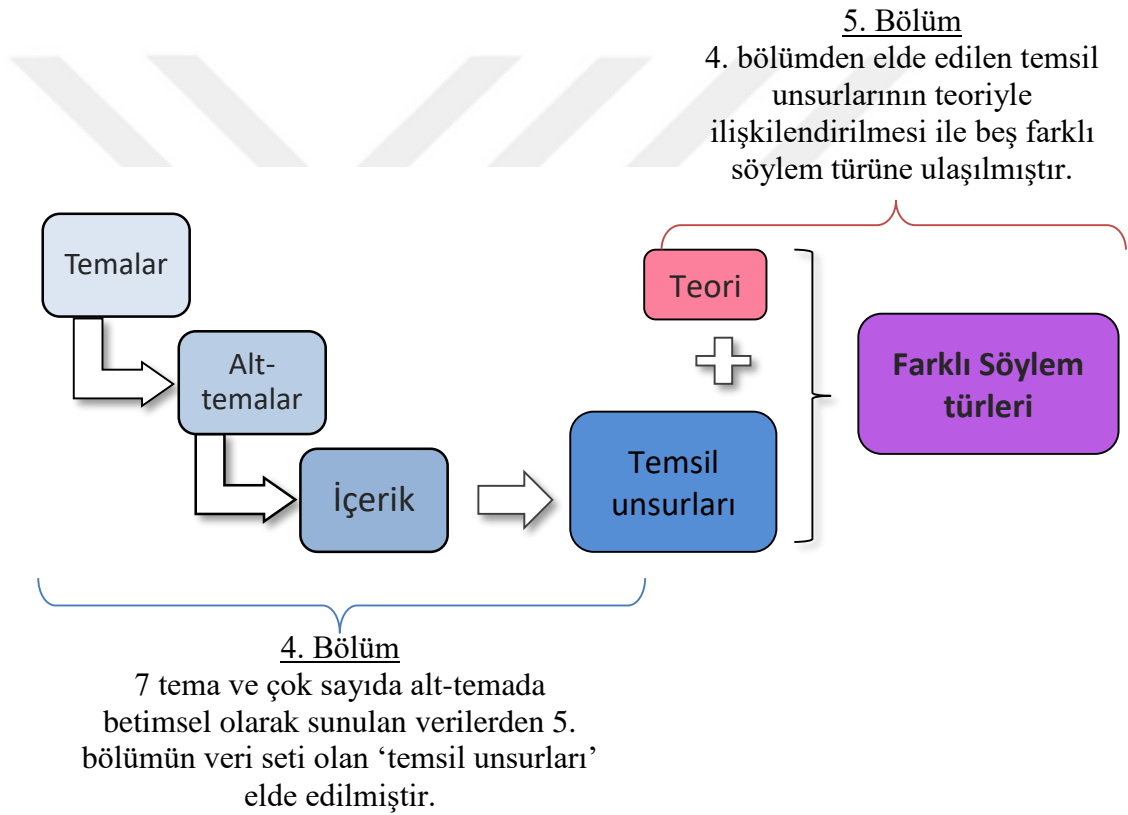 5. Bölüm
4. bölümden elde edilen temsil
unsurlarının teoriyle
ilişkilendirilmesi ile beş farklı
söylem türüne ulaşılmıştır.
Temalar
Alt-
temalar
İçerik
Teori
Temsil
unsurları
Farklı Söylem
türleri
4. Bölüm
7 tema ve çok sayıda alt-temada
betimsel olarak sunulan verilerden 5.
bölümün veri seti olan ‘temsil unsurları’
elde edilmiştir.